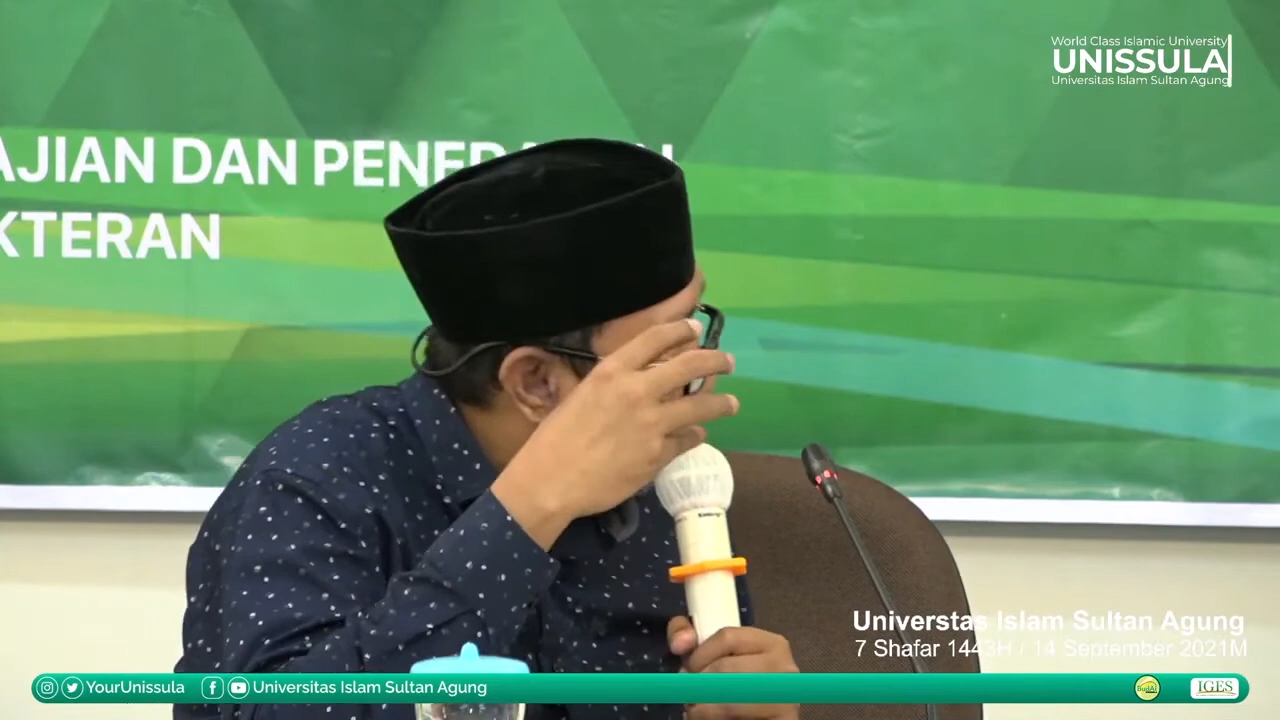 World Class Islamic University
UNISSULA
Universitas Islam Sultan Agung
AJIAN DAN
KTERAN
Universtas Islam Sultan Agung
7 Shafar 1443H / 14 September 2021M
YourUnissula
Universitas Islam Sultan Agung
BudAI
IGES